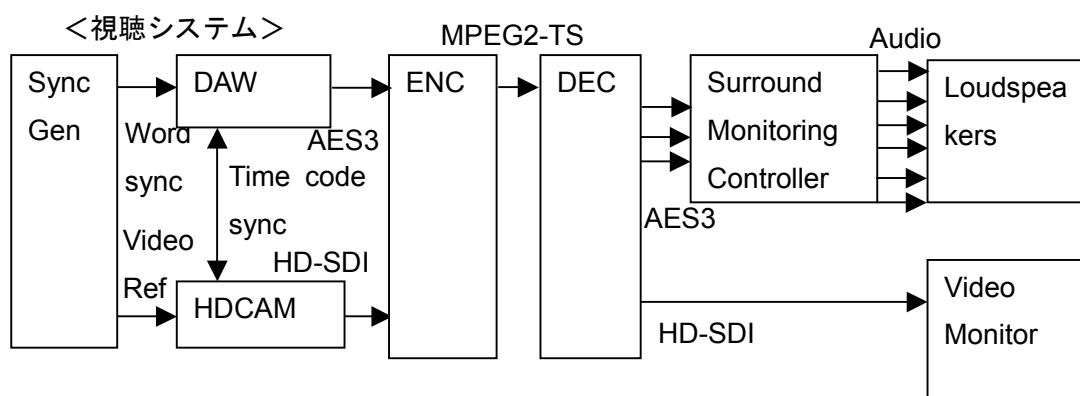 <視聴システム>
MPEG2-TS
Audio
Sync
Gen
DAW
ENC
DEC
Surround
Monitoring
Controller
Loudspea
kers
Word
sync
AES3
Time code
sync
Video
Ref
HD-SDI
HDCAM
AES3
HD-SDI
Video
Monitor